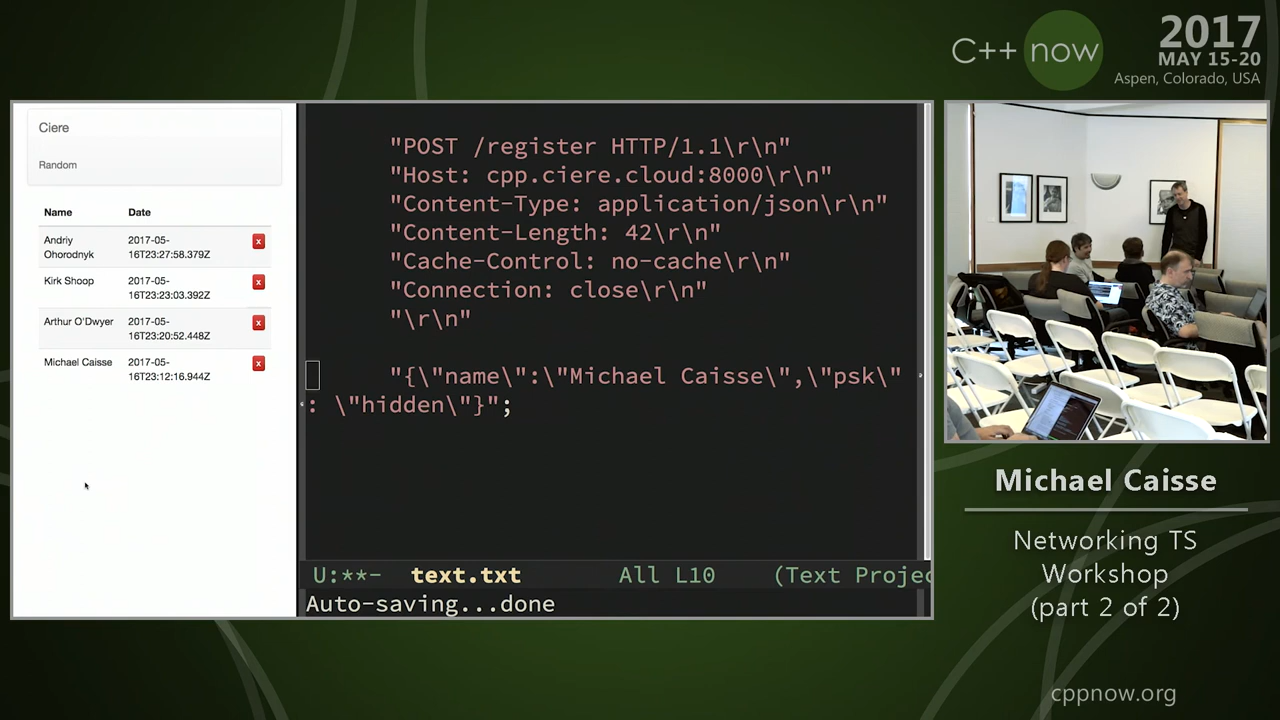 C++ now
2017
MAY 15-20
Aspen, Colorado, USA
Ciere
Random
Name Date
Andriy Ohorodnyk 2017-05-16T23:27:58.379Z x
Kirk Shoop 2017-05-16T23:23:03.392Z x
Arthur O'Dwyer 2017-05-16T23:20:52.448Z x
Michael Caisse 2017-05-16T23:12:16.944Z x
"POST /register HTTP/1.1\r\n"
"Host: cpp.ciere.cloud:8000\r\n"
"Content-Type: application/json\r\n"
"Content-Length: 42\r\n"
"Cache-Control: no-cache\r\n"
"Connection: close\r\n"
"\r\n"
"{\"name\":\"Michael Caisse\",\"psk\"
: \"hidden\"}";
U:**- text.txt All L10 (Text Projec
Auto-saving...done
Michael Caisse
Networking TS
Workshop
(part 2 of 2)
cppnow.org